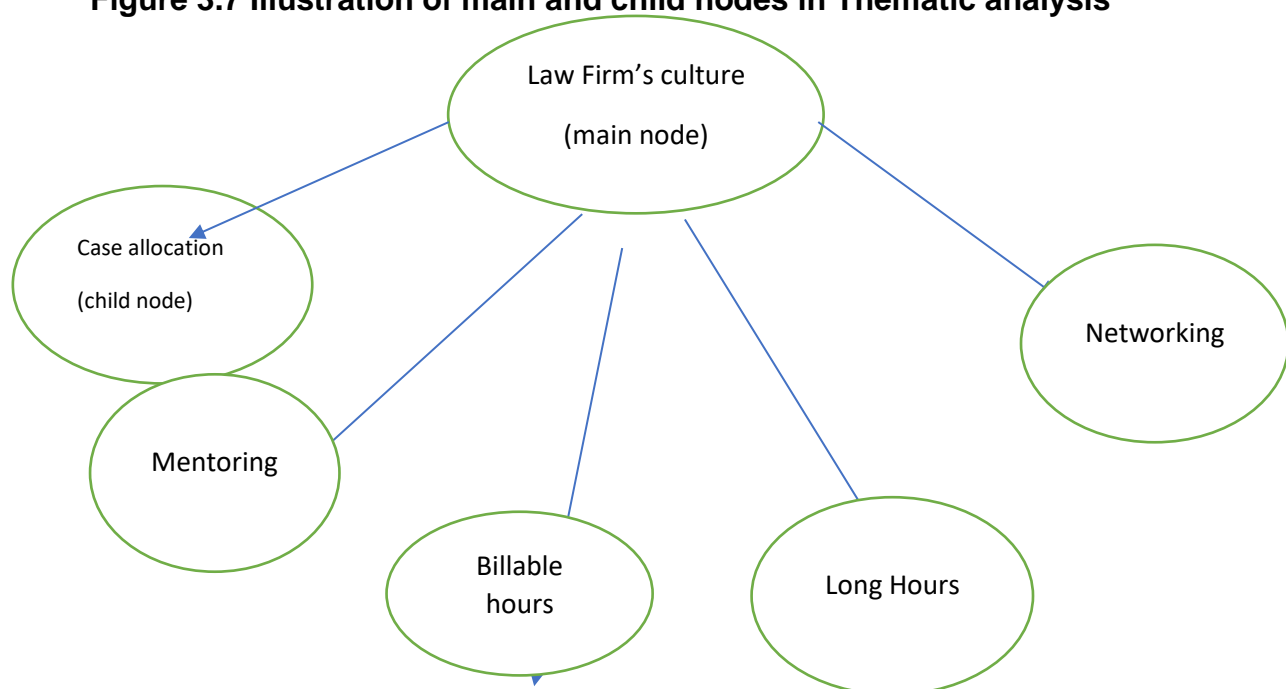 Figure 3.7 Illustration of main and child nodes in Thematic analysis
Law Firm’s culture
(main node)
Case allocation
(child node)
Networking
Mentoring
Billable
hours
Long Hours